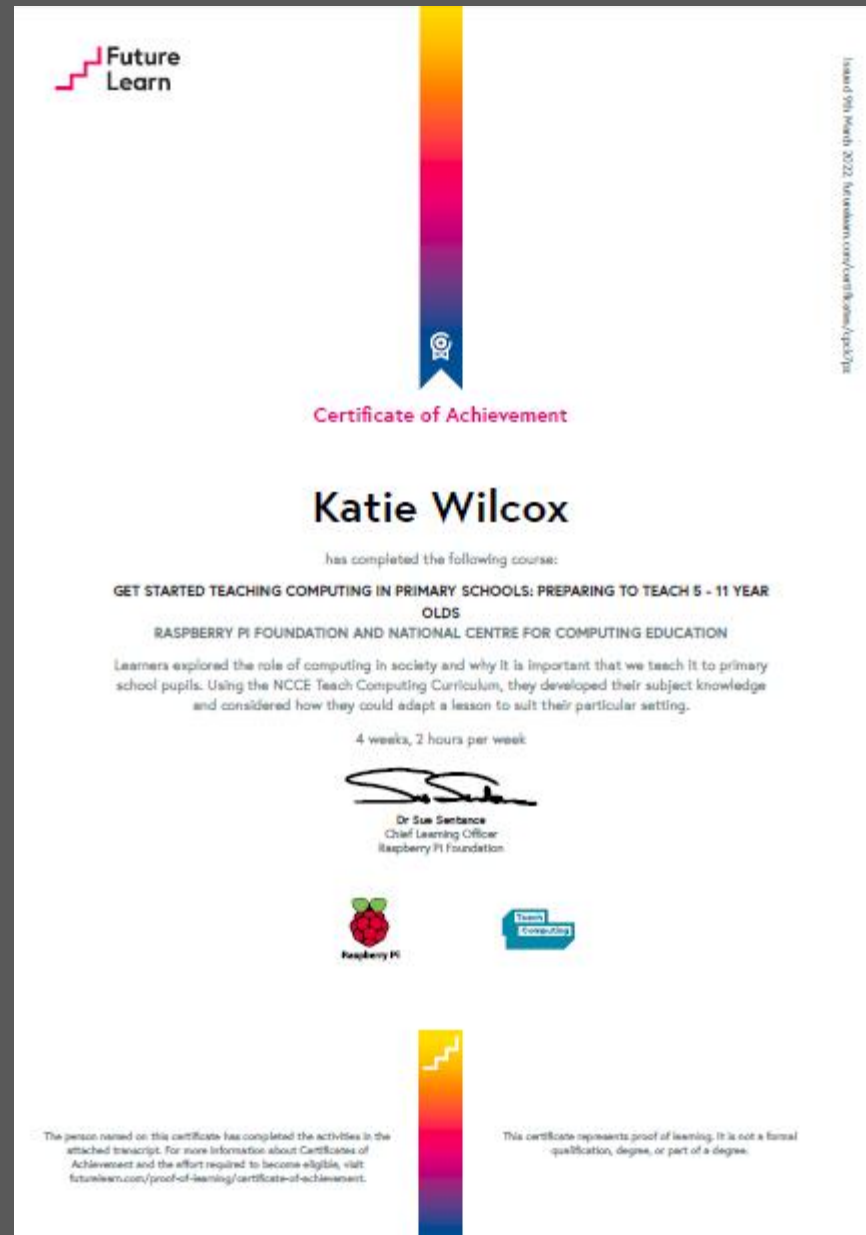 Future
Learn
Issued 9th March 2022. futurelearn.com/certificates/
Certificate of Achievement
Katie Wilcox
has completed the following course:
GET STARTED TEACHING COMPUTING IN PRIMARY SCHOOLS: PREPARING TO TEACH 5 - 11 YEAR
OLDS
RASPBERRY PI FOUNDATION AND NATIONAL CENTRE FOR COMPUTING EDUCATION
Learners explored the role of computing in society and why it is important that we teach it to primary
school pupils. Using the NCCE Teach Computing Curriculum, they developed their subject knowledge
and considered how they could adapt a lesson to suit their particular setting.
4 weeks, 2 hours per week
Dr Sue Sentance
Chief Learning Officer
Raspberry Pi Foundation
Raspberry Pi
Teach
Computing
The person named on this certificate has completed the activities in the
attached transcript. For more information about Certificates of
Achievement and the effort required to become eligible, visit
futurelearn.com/proof-of-learning/certificate-of-achievement.
This certificate represents proof of learning. It is not a formal
qualification, degree, or part of a degree.